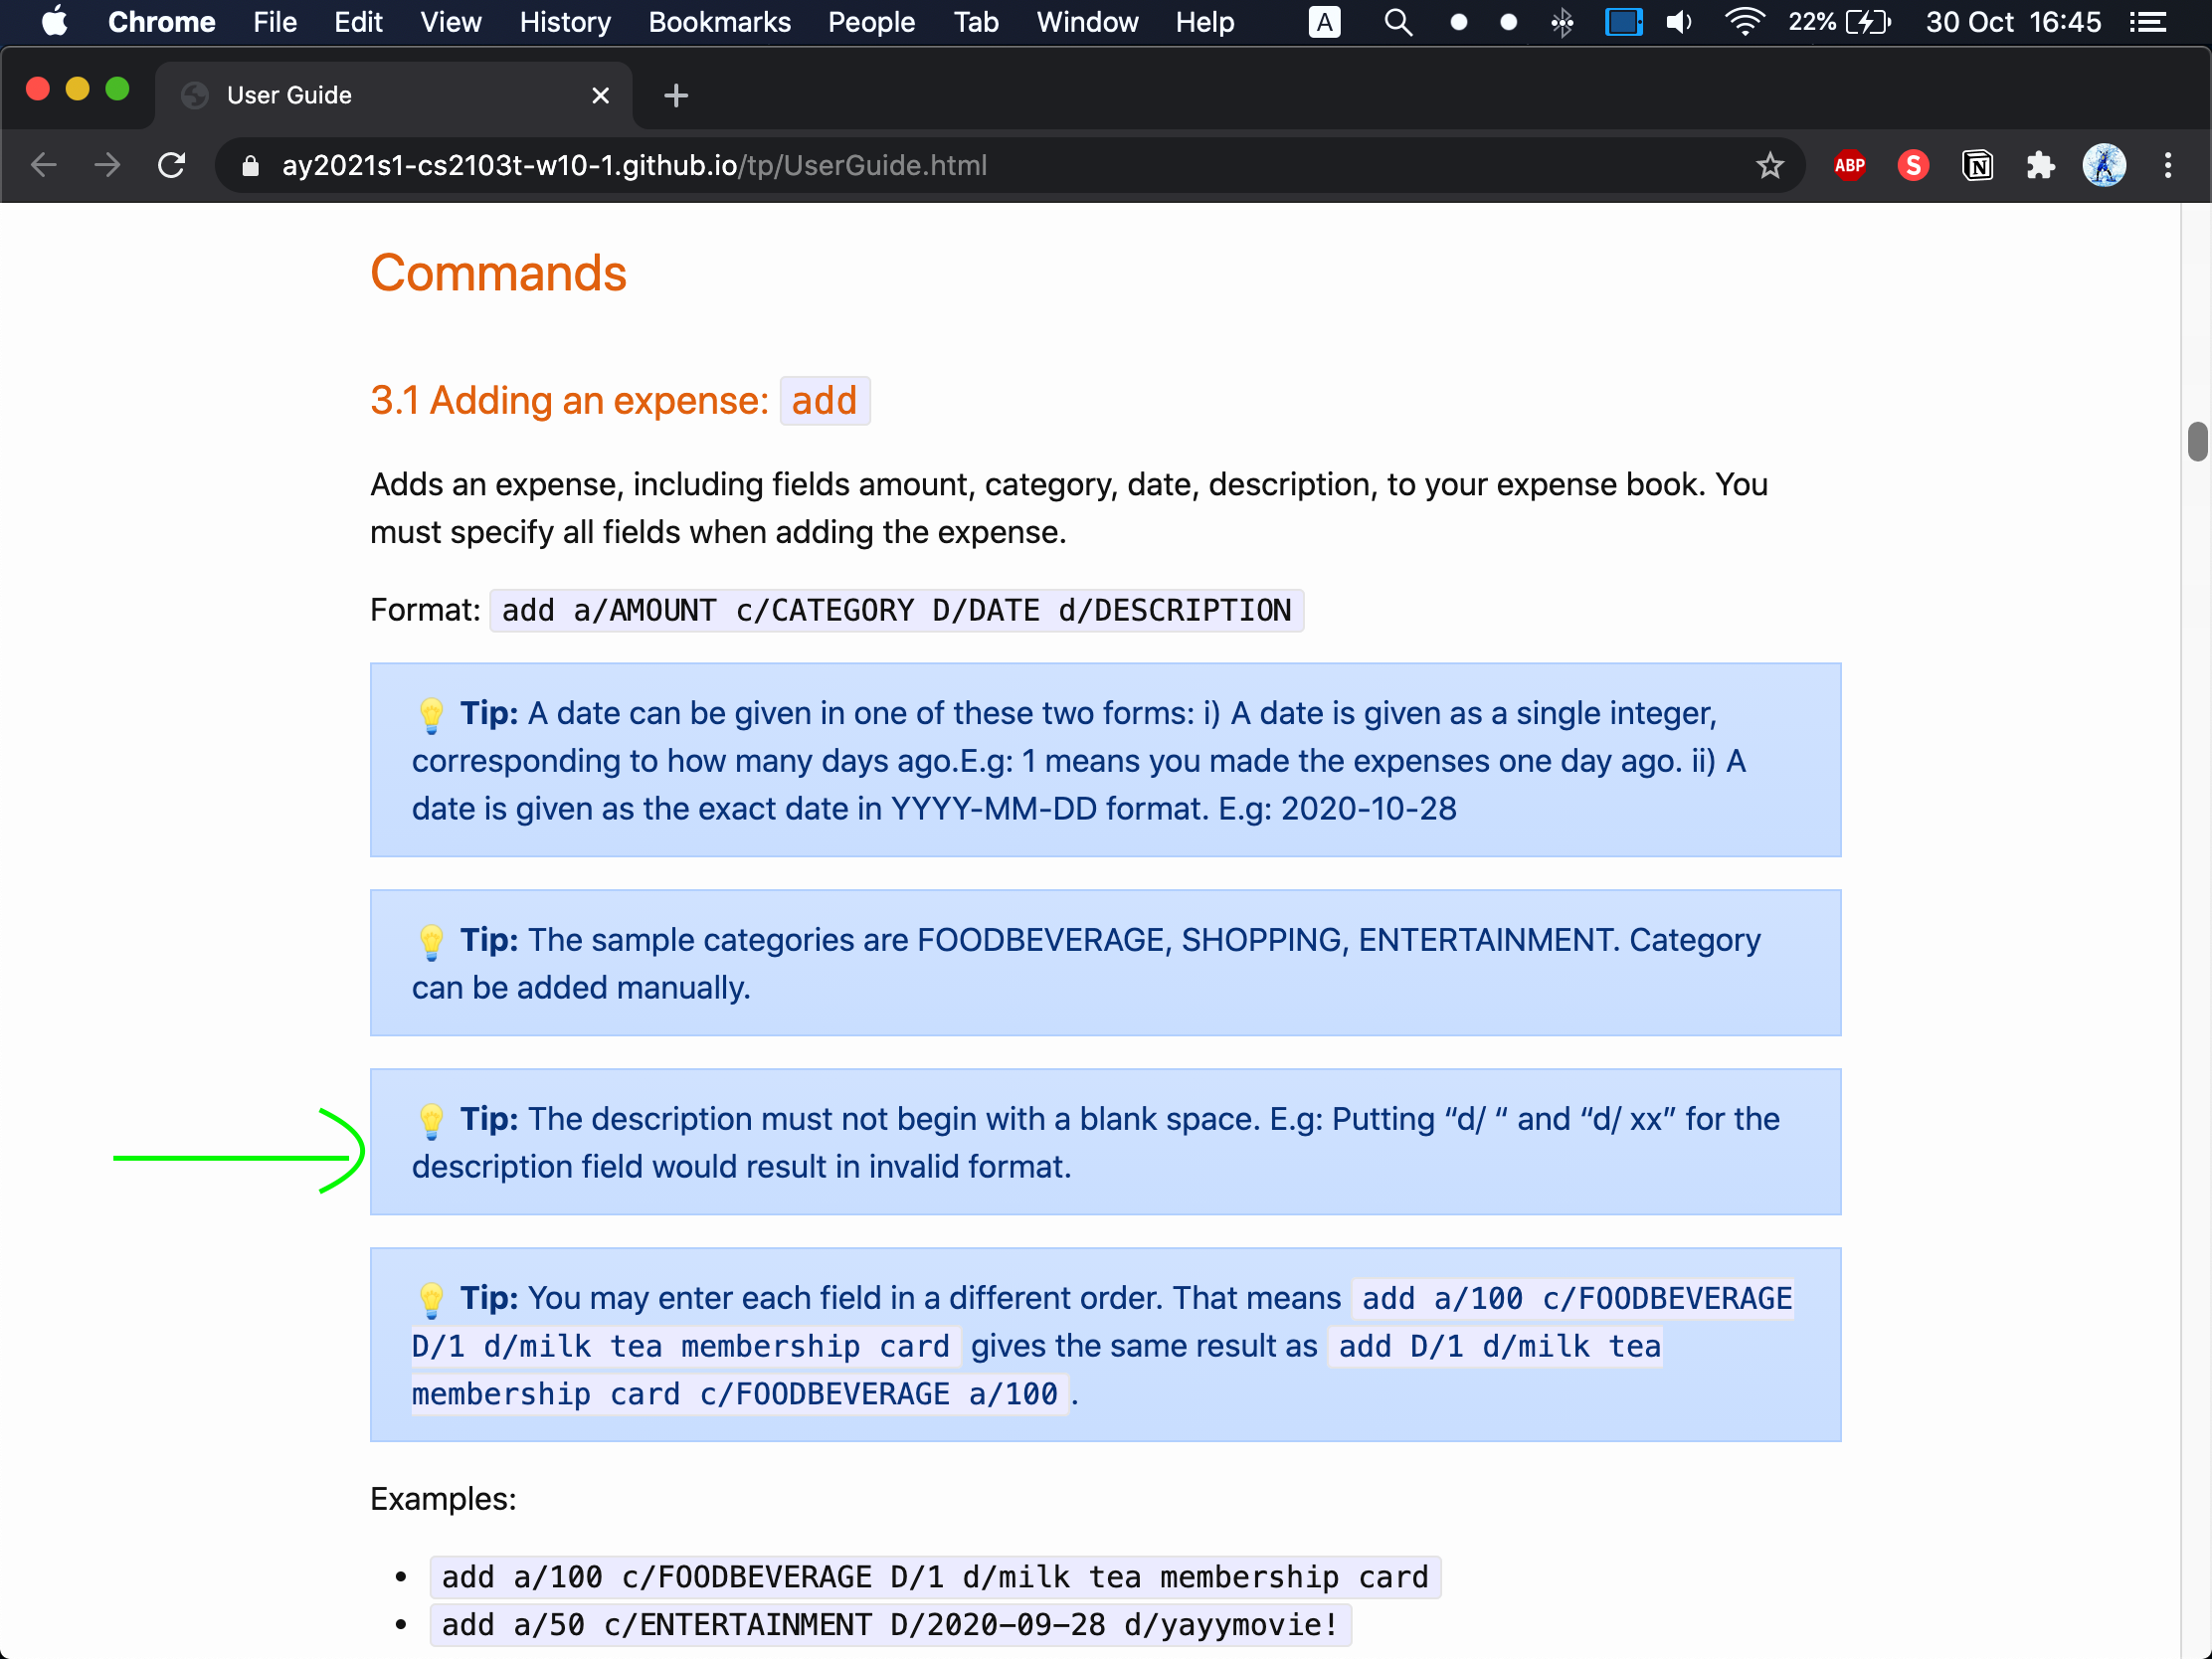 Chrome File Edit View History Bookmarks People Tab Window Help A 22% 30 Oct 16:45
User Guide
ay2021s1-cs2103t-w10-1.github.io/tp/UserGuide.html ABP S N
Commands
3.1 Adding an expense: add
Adds an expense, including fields amount, category, date, description, to your expense book. You
must specify all fields when adding the expense.
Format: add a/AMOUNT c/CATEGORY D/DATE d/DESCRIPTION
💡 Tip: A date can be given in one of these two forms: i) A date is given as a single integer,
corresponding to how many days ago.E.g: 1 means you made the expenses one day ago. ii) A
date is given as the exact date in YYYY-MM-DD format. E.g: 2020-10-28
💡 Tip: The sample categories are FOODBEVERAGE, SHOPPING, ENTERTAINMENT. Category
can be added manually.
💡 Tip: The description must not begin with a blank space. E.g: Putting “d/ “ and “d/ xx” for the
description field would result in invalid format.
💡 Tip: You may enter each field in a different order. That means add a/100 c/FOODBEVERAGE
D/1 d/milk tea membership card gives the same result as add D/1 d/milk tea
membership card c/FOODBEVERAGE a/100 .
Examples:
• add a/100 c/FOODBEVERAGE D/1 d/milk tea membership card
• add a/50 c/ENTERTAINMENT D/2020-09-28 d/yayymovie!